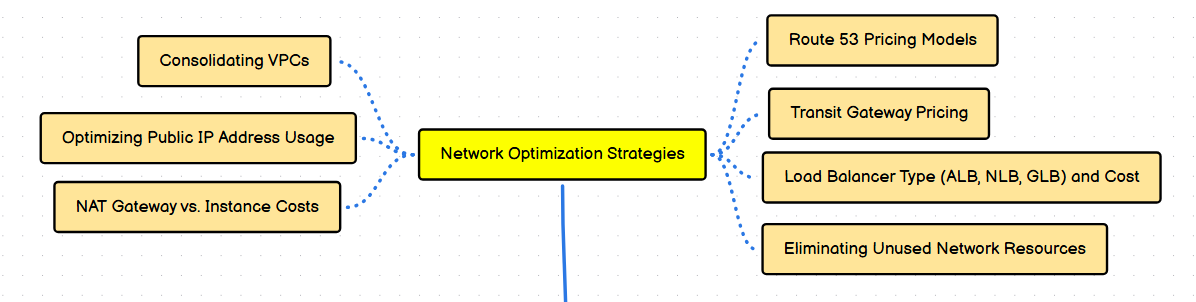 Consolidating VPCs
Optimizing Public IP Address Usage
NAT Gateway vs. Instance Costs
Network Optimization Strategies
Route 53 Pricing Models
Transit Gateway Pricing
Load Balancer Type (ALB, NLB, GLB) and Cost
Eliminating Unused Network Resources